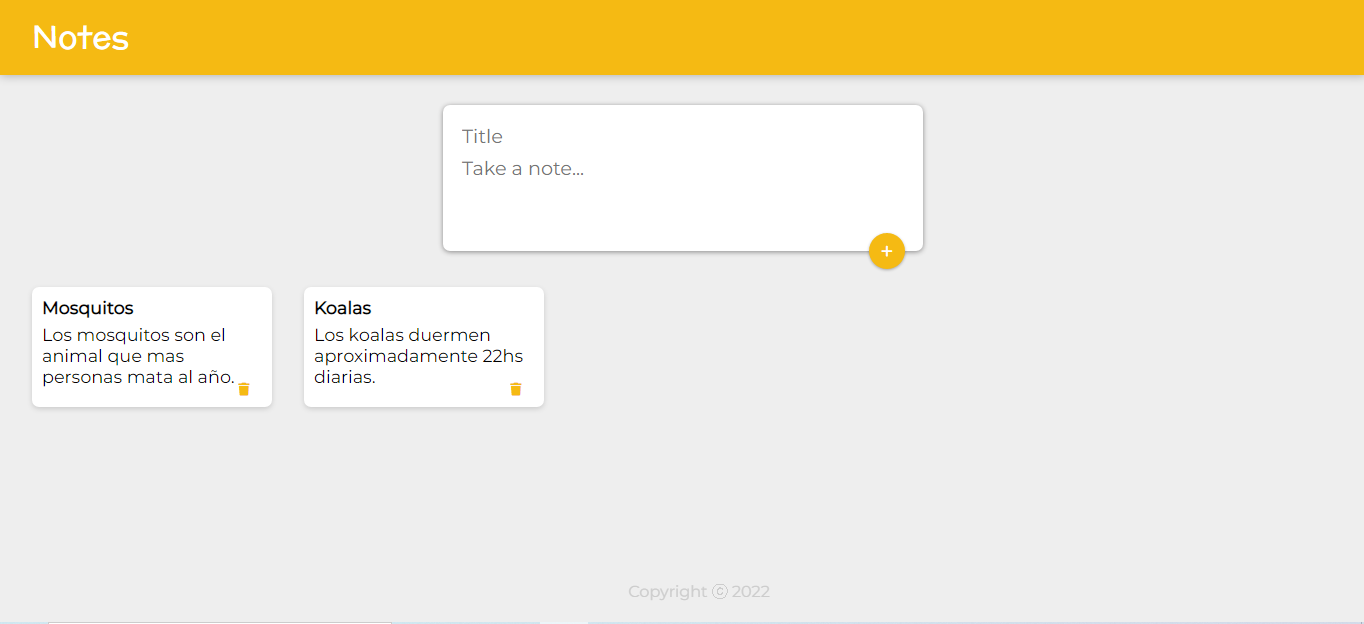 Notes
Title
Take a note...
+
Mosquitos
Los mosquitos son el
animal que mas
personas mata al año.
Koalas
Los koalas duermen
aproximadamente 22hs
diarias.
Copyright ⓒ 2022